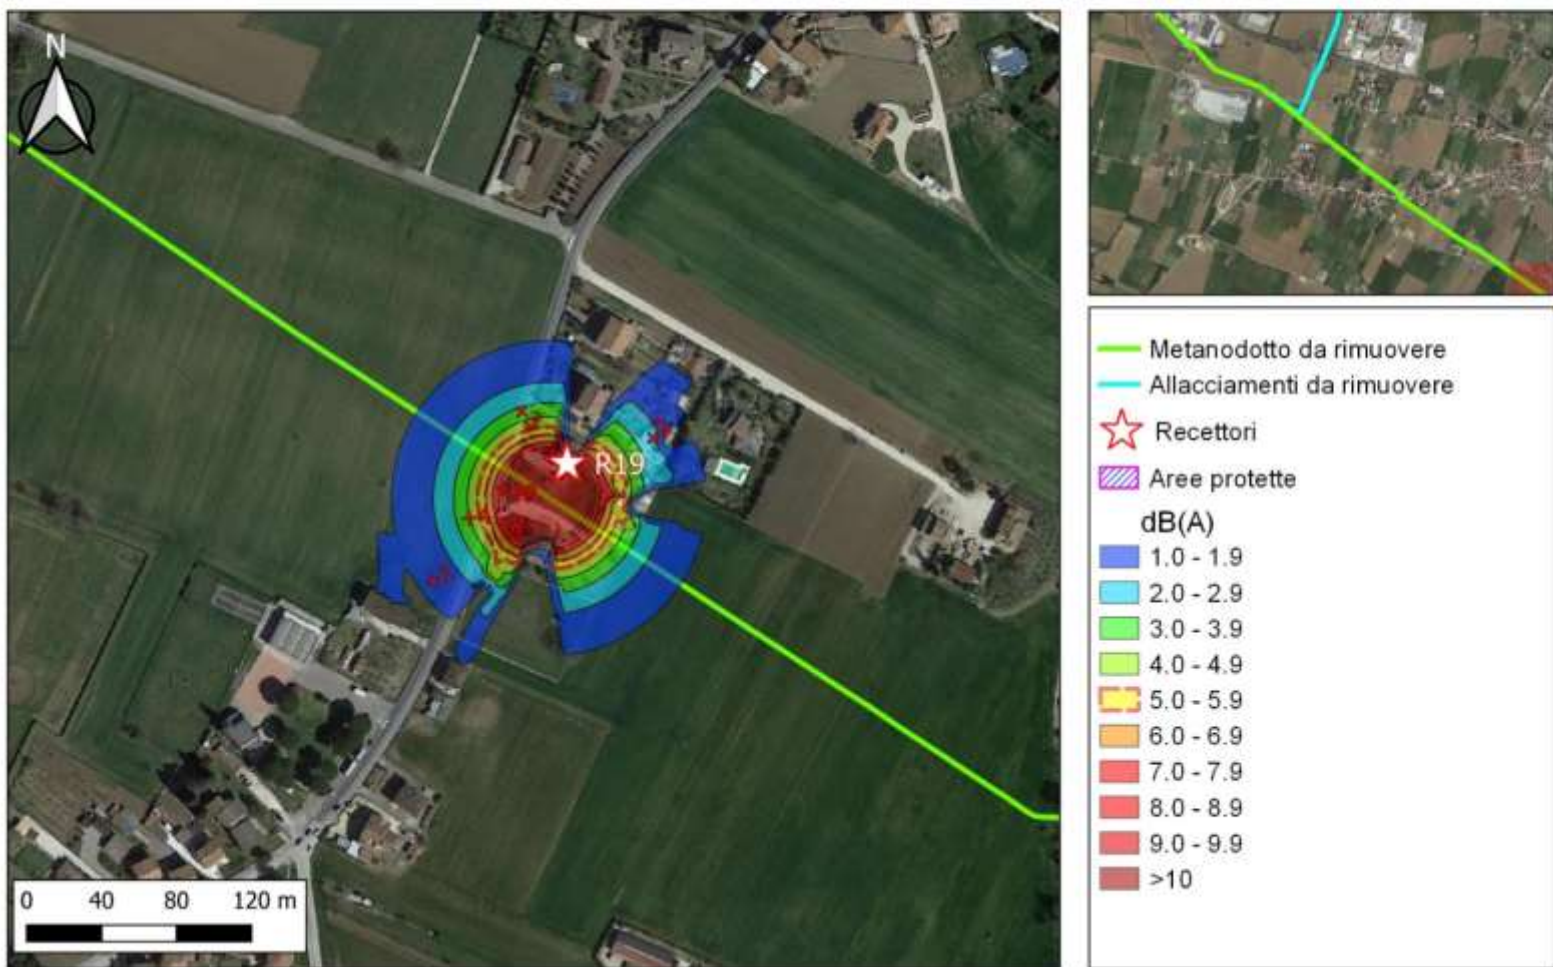 N
R19
0 40 80 120 m
Metanodotto da rimuovere
Allacciamenti da rimuovere
Recettori
Aree protette
dB(A)
1.0 - 1.9
2.0 - 2.9
3.0 - 3.9
4.0 - 4.9
5.0 - 5.9
6.0 - 6.9
7.0 - 7.9
8.0 - 8.9
9.0 - 9.9
>10